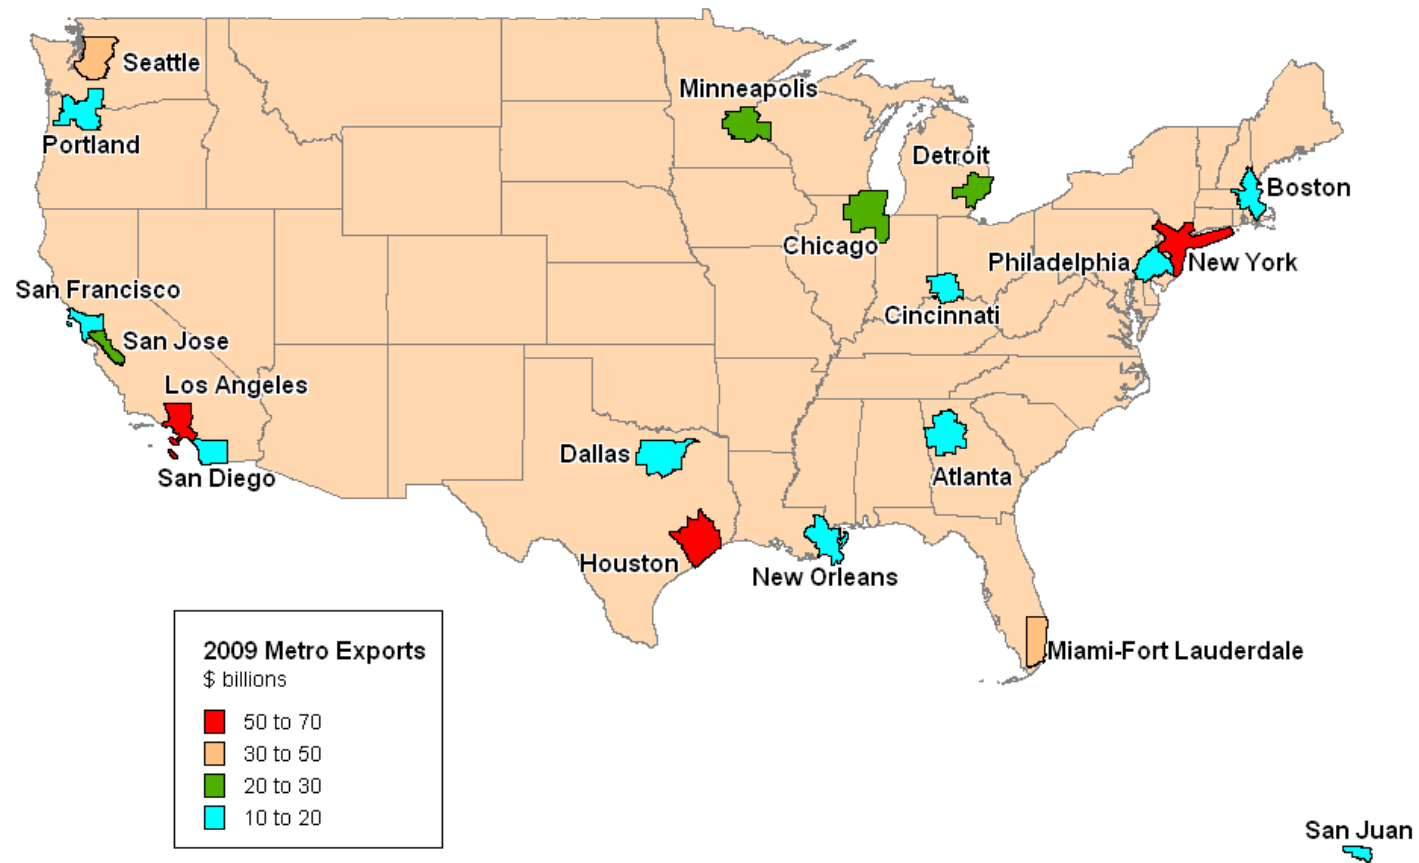 Seattle
Minneapolis
Portland
Detroit
Boston
Chicago
Philadelphia
New York
San Francisco
Cincinnati
San Jose
Los Angeles
Dallas
San Diego
Atlanta
Houston
New Orleans
2009 Metro Exports
Miami-Fort Lauderdale
$ billions
50 to 70
30 to 50
20 to 30
10 to 20
San Juan